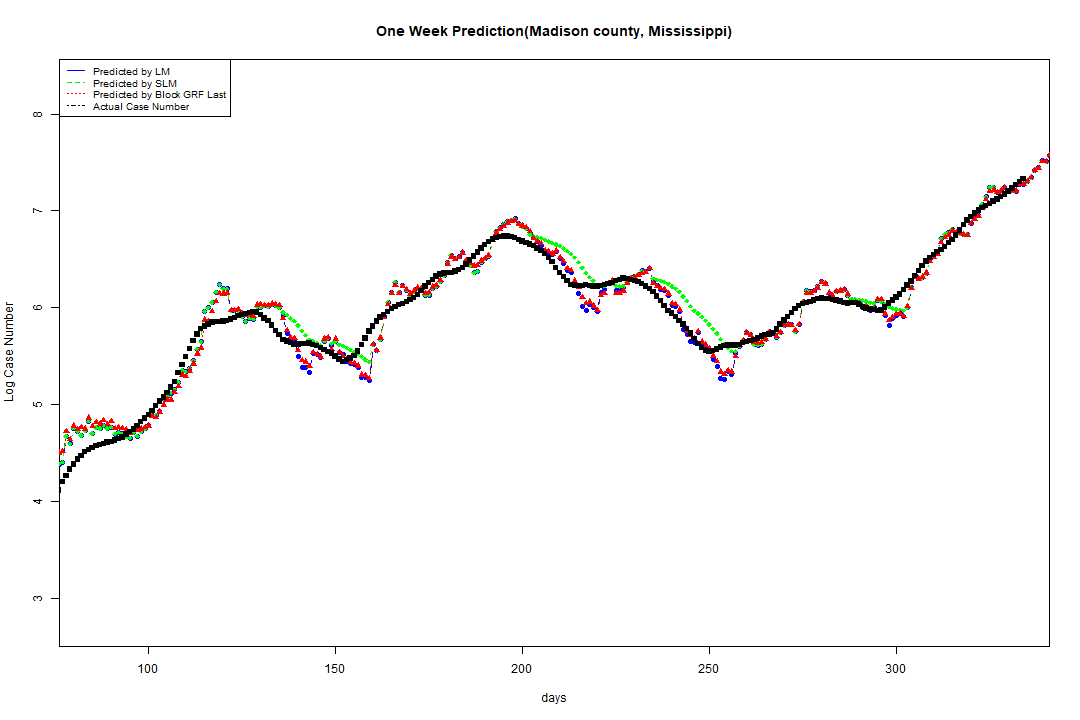 One Week Prediction(Madison county, Mississippi)
Predicted by LM
Predicted by SLM
Predicted by Block GRF Last
Actual Case Number
8
7
6
5
4
3
Log Case Number
100 150 200 250 300
days